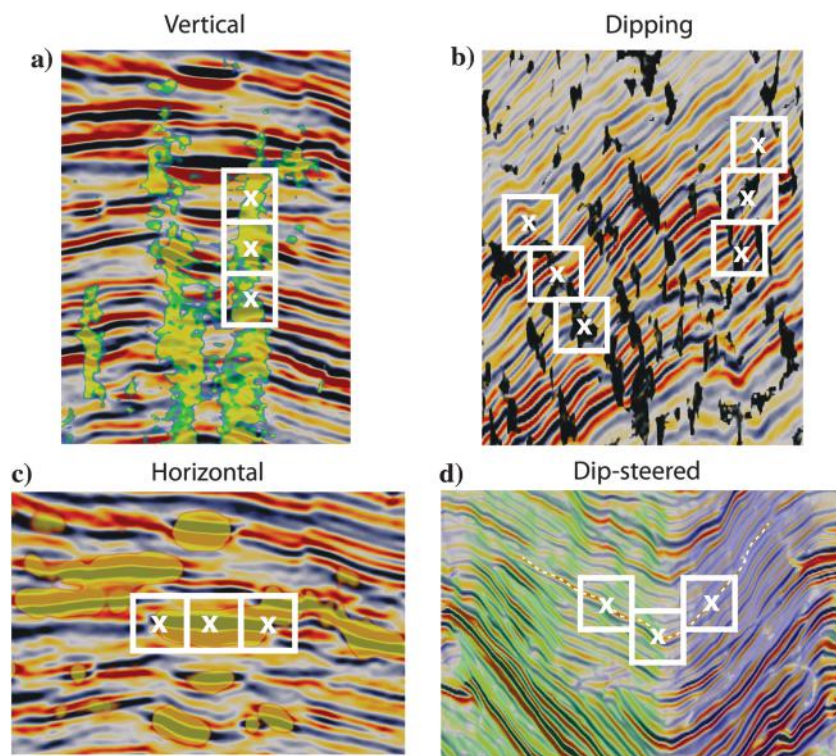 Vertical
Dipping
a)
b)
x
x
x
x
x
x
x
x
x
c)
Horizontal
d)
Dip-steered
x
x
x
x
x
x